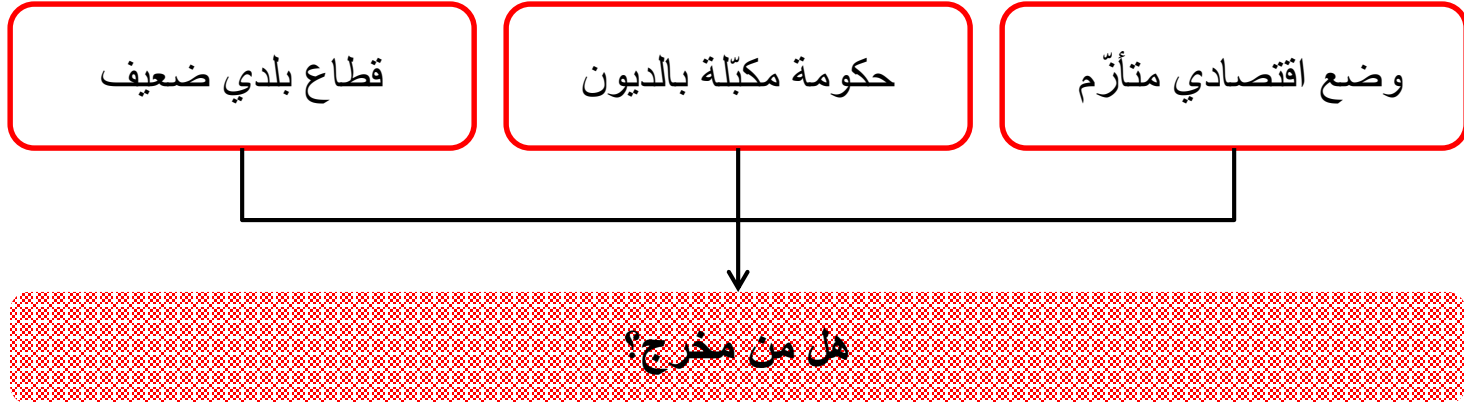 وضع اقتصادي متأزّم
حكومة مكبّلة بالديون
قطاع بلدي ضعيف
هل من مخرج؟